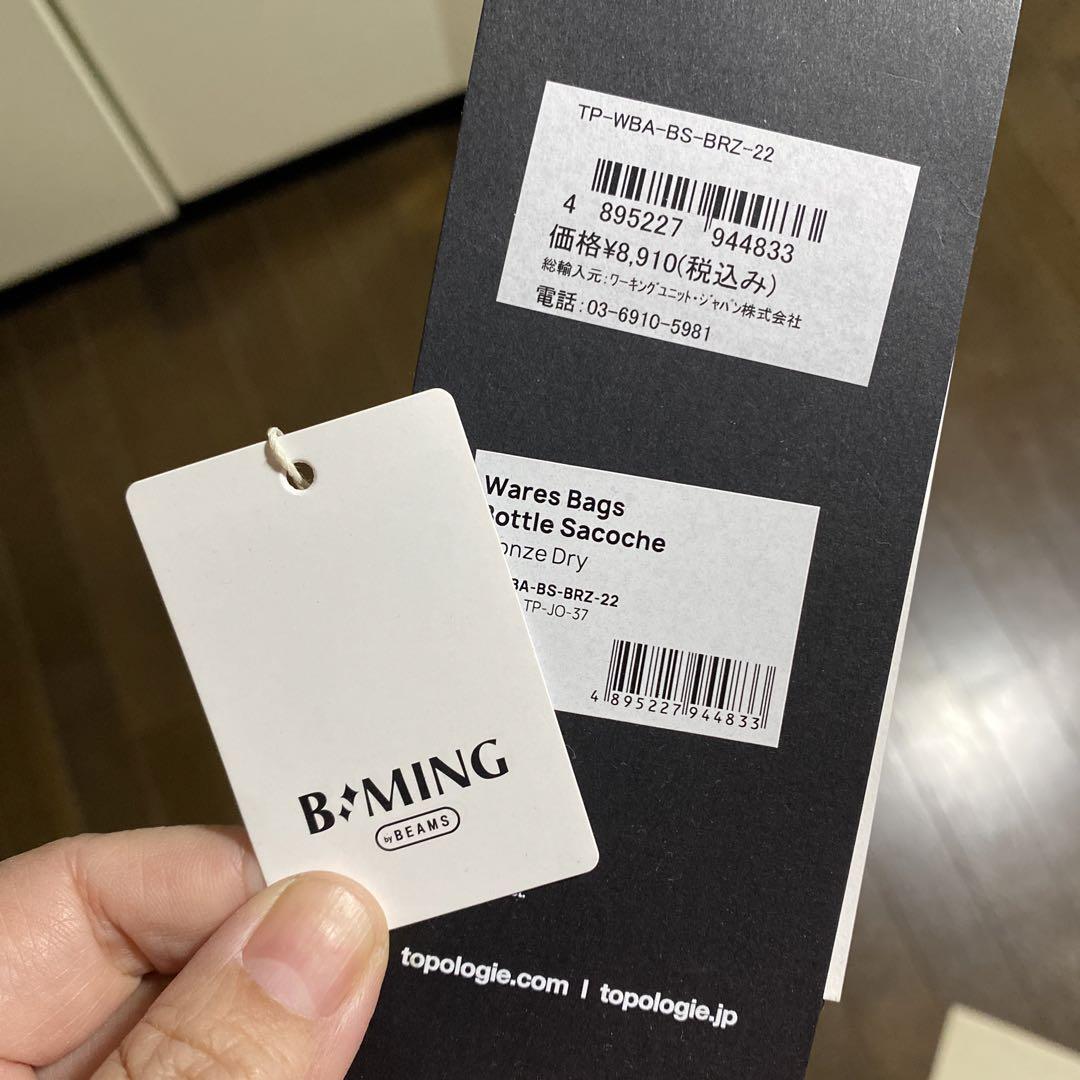 TP-WBA-BS-BRZ-22
4 895227 944833
価格¥8,910(税込み)
総輸入元:ワーキングユニット・ジャパン株式会社
電話:03-6910-5981
Wares Bags
Sacoche
Dry
BA-BS-BRZ-22
TP-JO-37
4 895227 944833
B MING
by BEAMS
topologie.com | topologie.jp